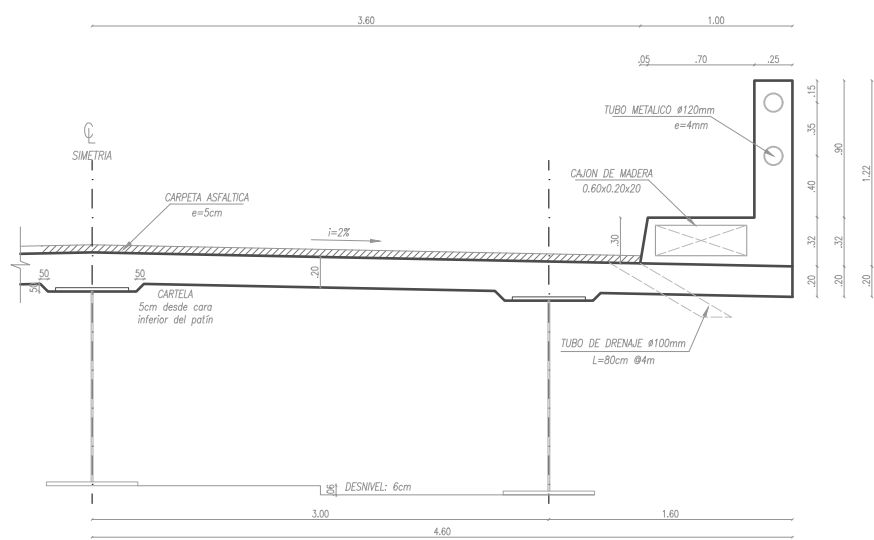 3.60
1.00
.05
.70
.25
TUBO METALICO Ø120mm
e=4mm
.15
.35
.40
.32
.20
.90
.32
.20
1.22
.20
CL
SIMETRIA
CAJON DE MADERA
0.60x0.20x20
CARPETA ASFALTICA
e=5cm
i=2%
.30
.20
50
50
50
CARTELA
5cm desde cara
inferior del patín
TUBO DE DRENAJE Ø100mm
L=80cm @4m
.06
DESNIVEL: 6cm
3.00
1.60
4.60